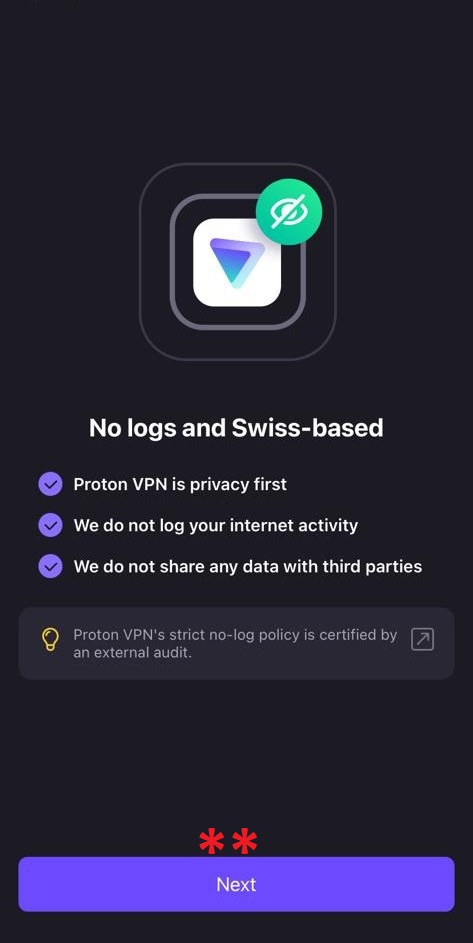 No logs and Swiss-based
Proton VPN is privacy first
We do not log your internet activity
We do not share any data with third parties
Proton VPN's strict no-log policy is certified by
an external audit.
**
Next